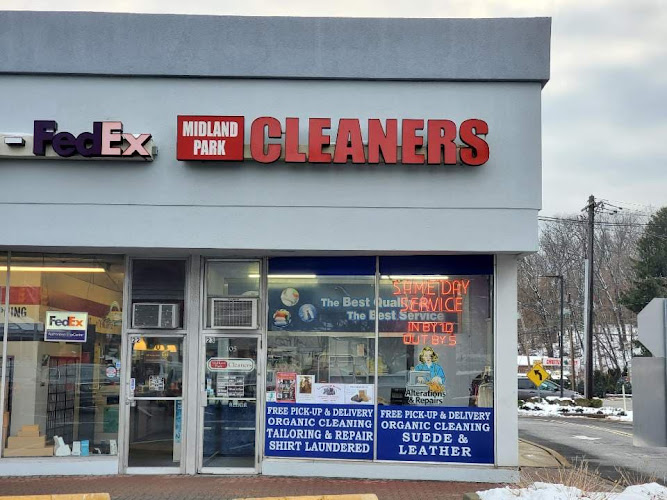 FedEx
MIDLAND
PARK
CLEANERS
FedEx
The Best Quality
The Best Service
SAME DAY
SERVICE
IN BY 10
OUT BY 5
Cleaners
Alterations
& Repairs
FREE PICK-UP & DELIVERY
ORGANIC CLEANING
TAILORING & REPAIR
SHIRT LAUNDERED
FREE PICK-UP & DELIVERY
ORGANIC CLEANING
SUEDE &
LEATHER